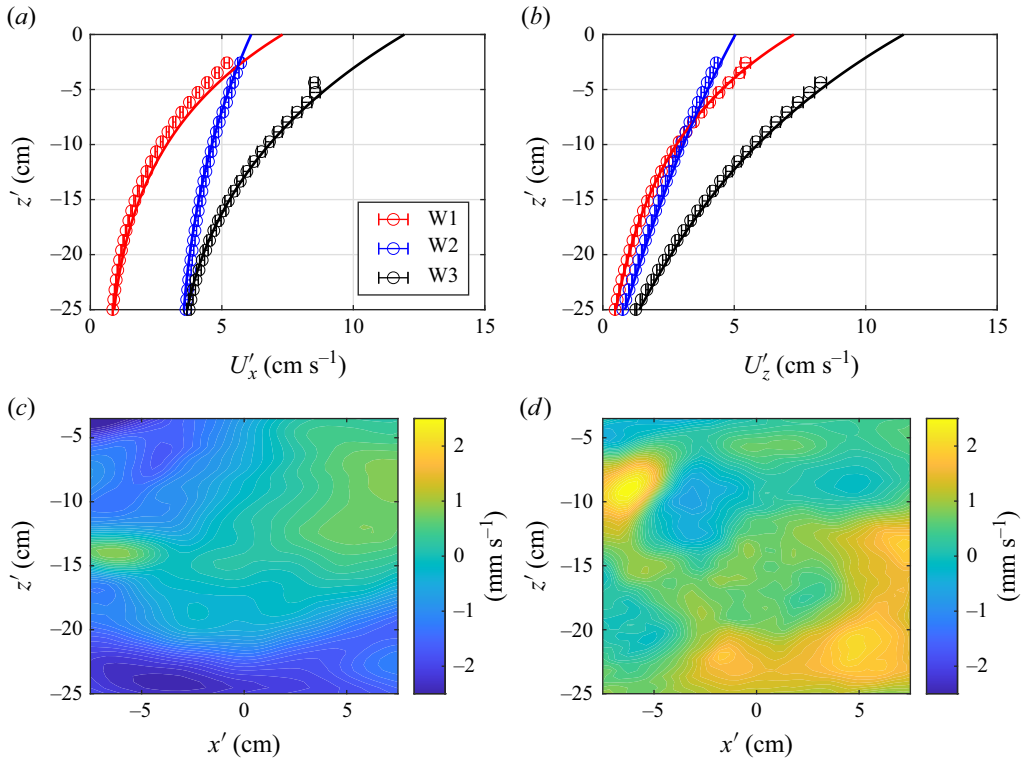 (a)
0
–5
–10
–15
–20
–25
z′ (cm)
0 5 10 15
U′x (cm s–1)
W1
W2
W3
(b)
0
–5
–10
–15
–20
–25
z′ (cm)
0 5 10 15
U′z (cm s–1)
(c)
–5
–10
–15
–20
–25
z′ (cm)
–5 0 5
x′ (cm)
2
1
0
–1
–2
(mm s–1)
(d)
–5
–10
–15
–20
–25
z′ (cm)
–5 0 5
x′ (cm)
2
1
0
–1
–2
(mm s–1)